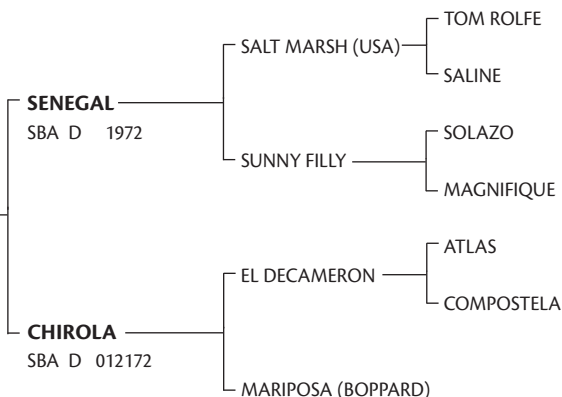 TOM ROLFE
SALT MARSH (USA)
SALINE
SENEGAL
SBA D 1972
SOLAZO
SUNNY FILLY
MAGNIFIQUE
ATLAS
EL DECAMERON
COMPOSTELA
CHIROLA
SBA D 012172
MARIPOSA (BOPPARD)